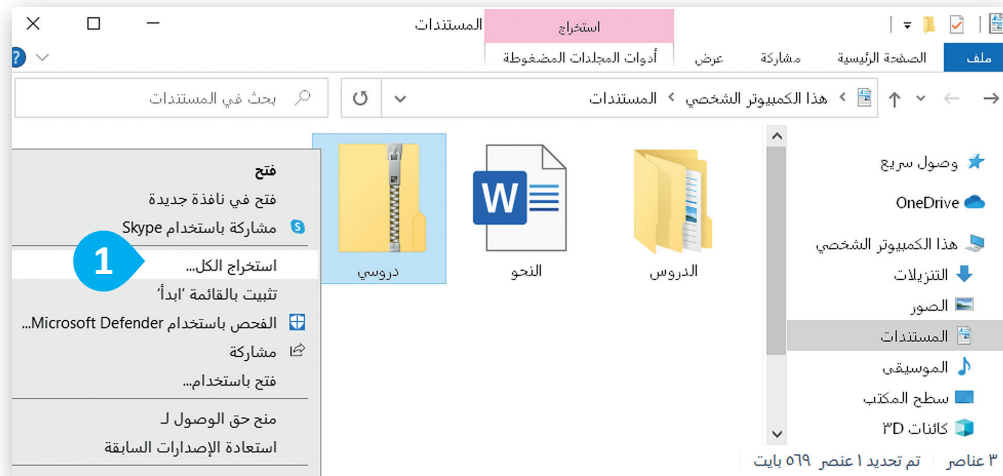 استخراج
المستندات
ملف
الصفحة الرئيسية
مشاركة
عرض
أدوات المجلدات المضغوطة
?
هذا الكمبيوتر الشخصي
المستندات
بحث في المستندات
وصول سريع
OneDrive
هذا الكمبيوتر الشخصي
التنزيلات
الصور
المستندات
الموسيقى
سطح المكتب
كائنات 3D
الدروس
W
النحو
دروسي
فتح
فتح في نافذة جديدة
S
مشاركة باستخدام Skype
1
استخراج الكل...
تثبيت بالقائمة 'ابدأ'
الفحص باستخدام Microsoft Defender...
مشاركة
فتح باستخدام...
منح حق الوصول لـ
استعادة الإصدارات السابقة
٣ عناصر
تم تحديد ١ عنصر ٥٦٩ بايت